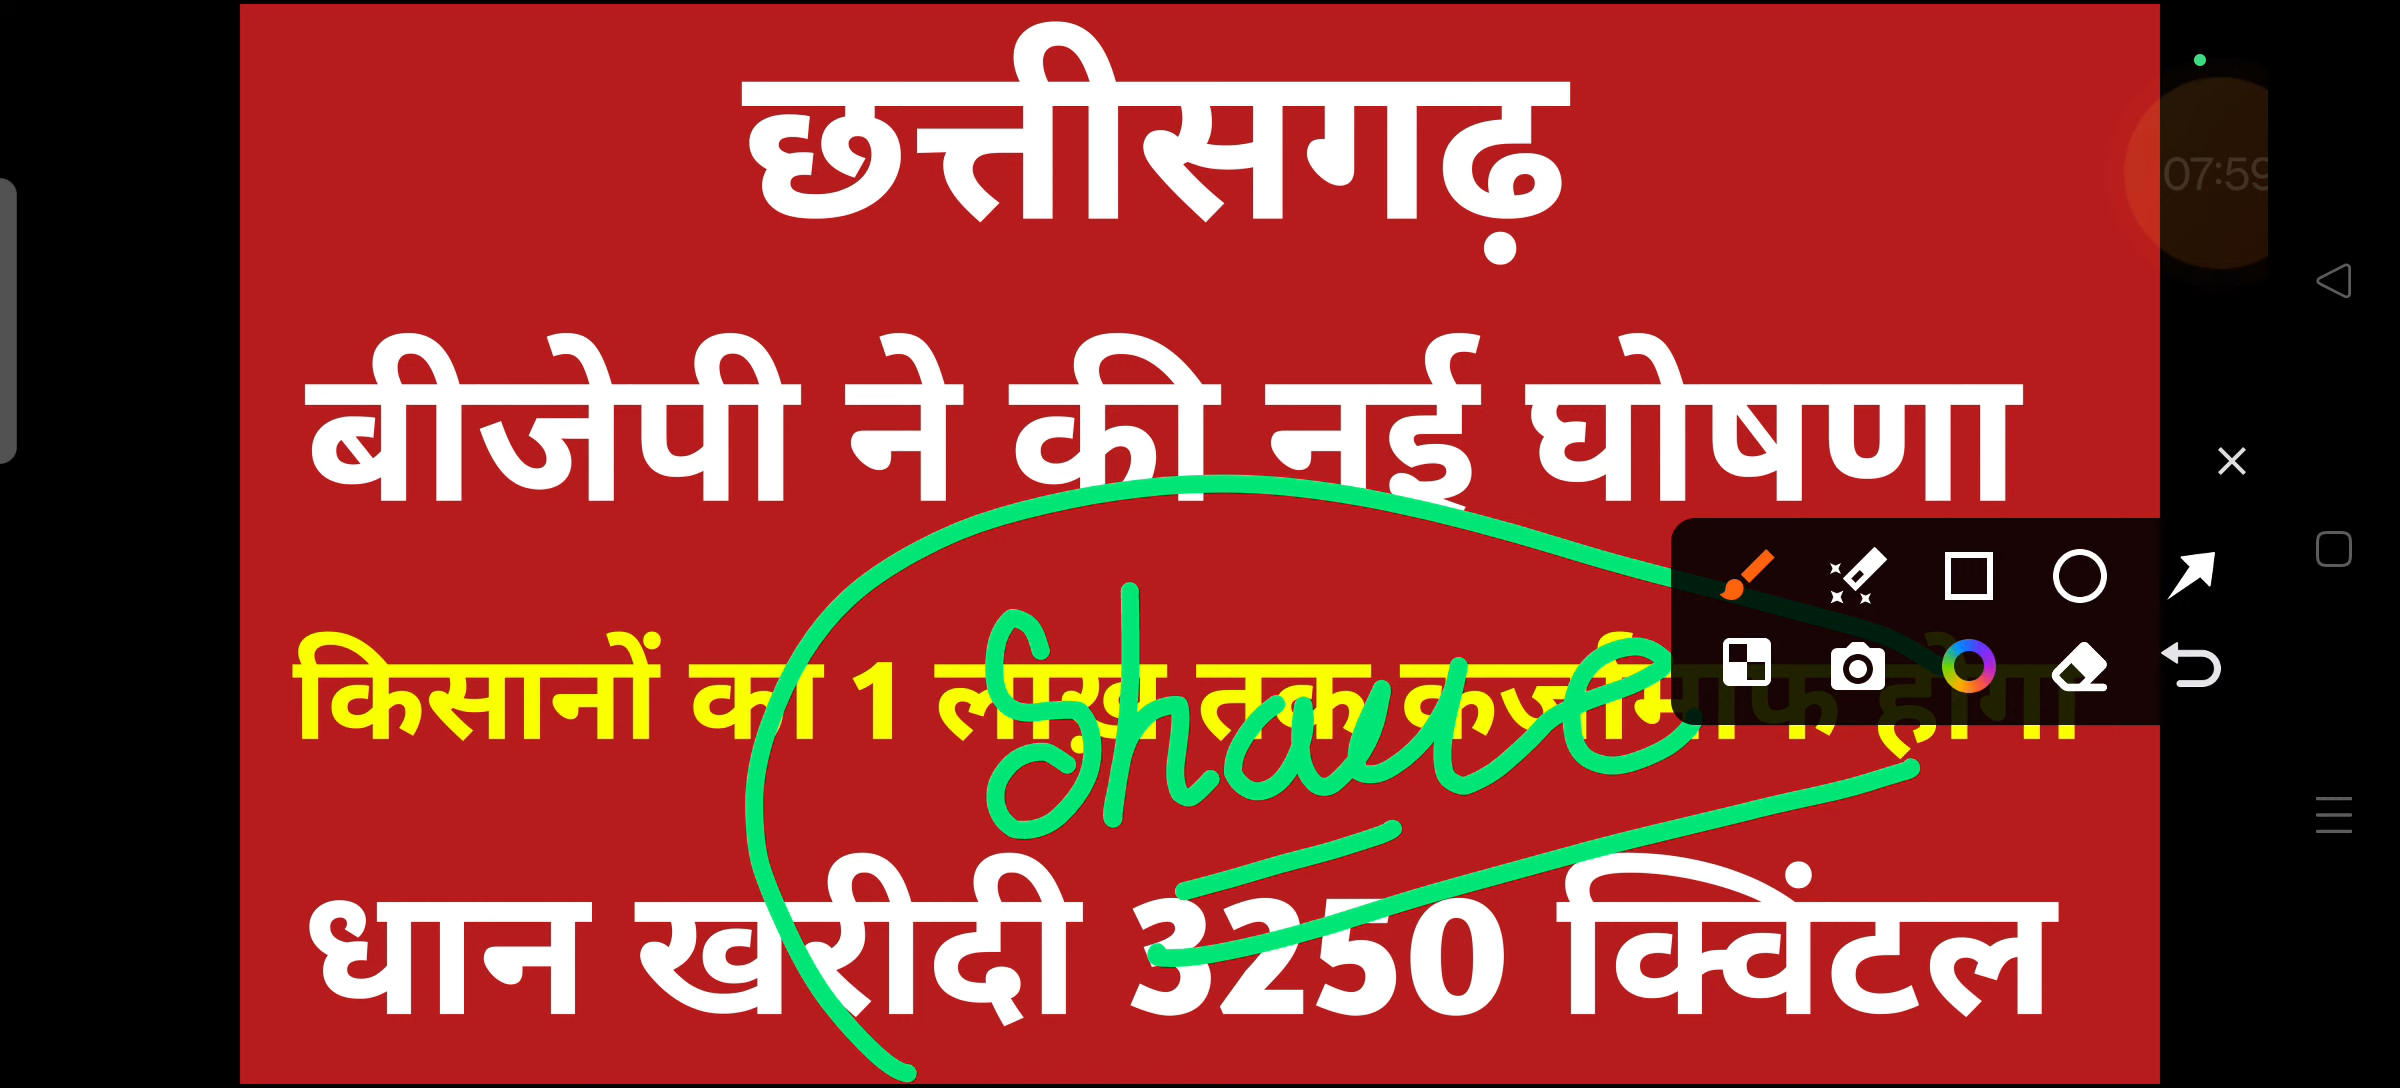 छत्तीसगढ़
07:59
बीजेपी ने की नई घोषणा
किसानों का 1 लाख़ तक कर्जा माफ होगा
Share
धान खरीदी 3250 क्विंटल